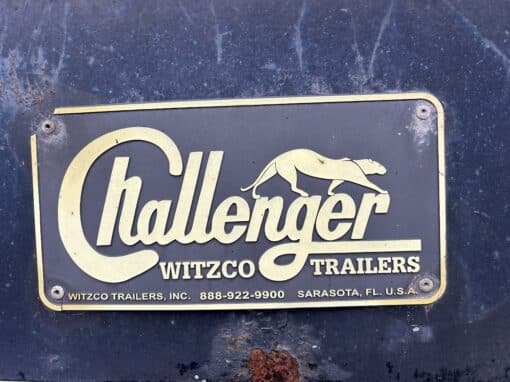 Challenger
WITZCO TRAILERS
WITZCO TRAILERS, INC. 888-922-9900 SARASOTA, FL. U.S.A.